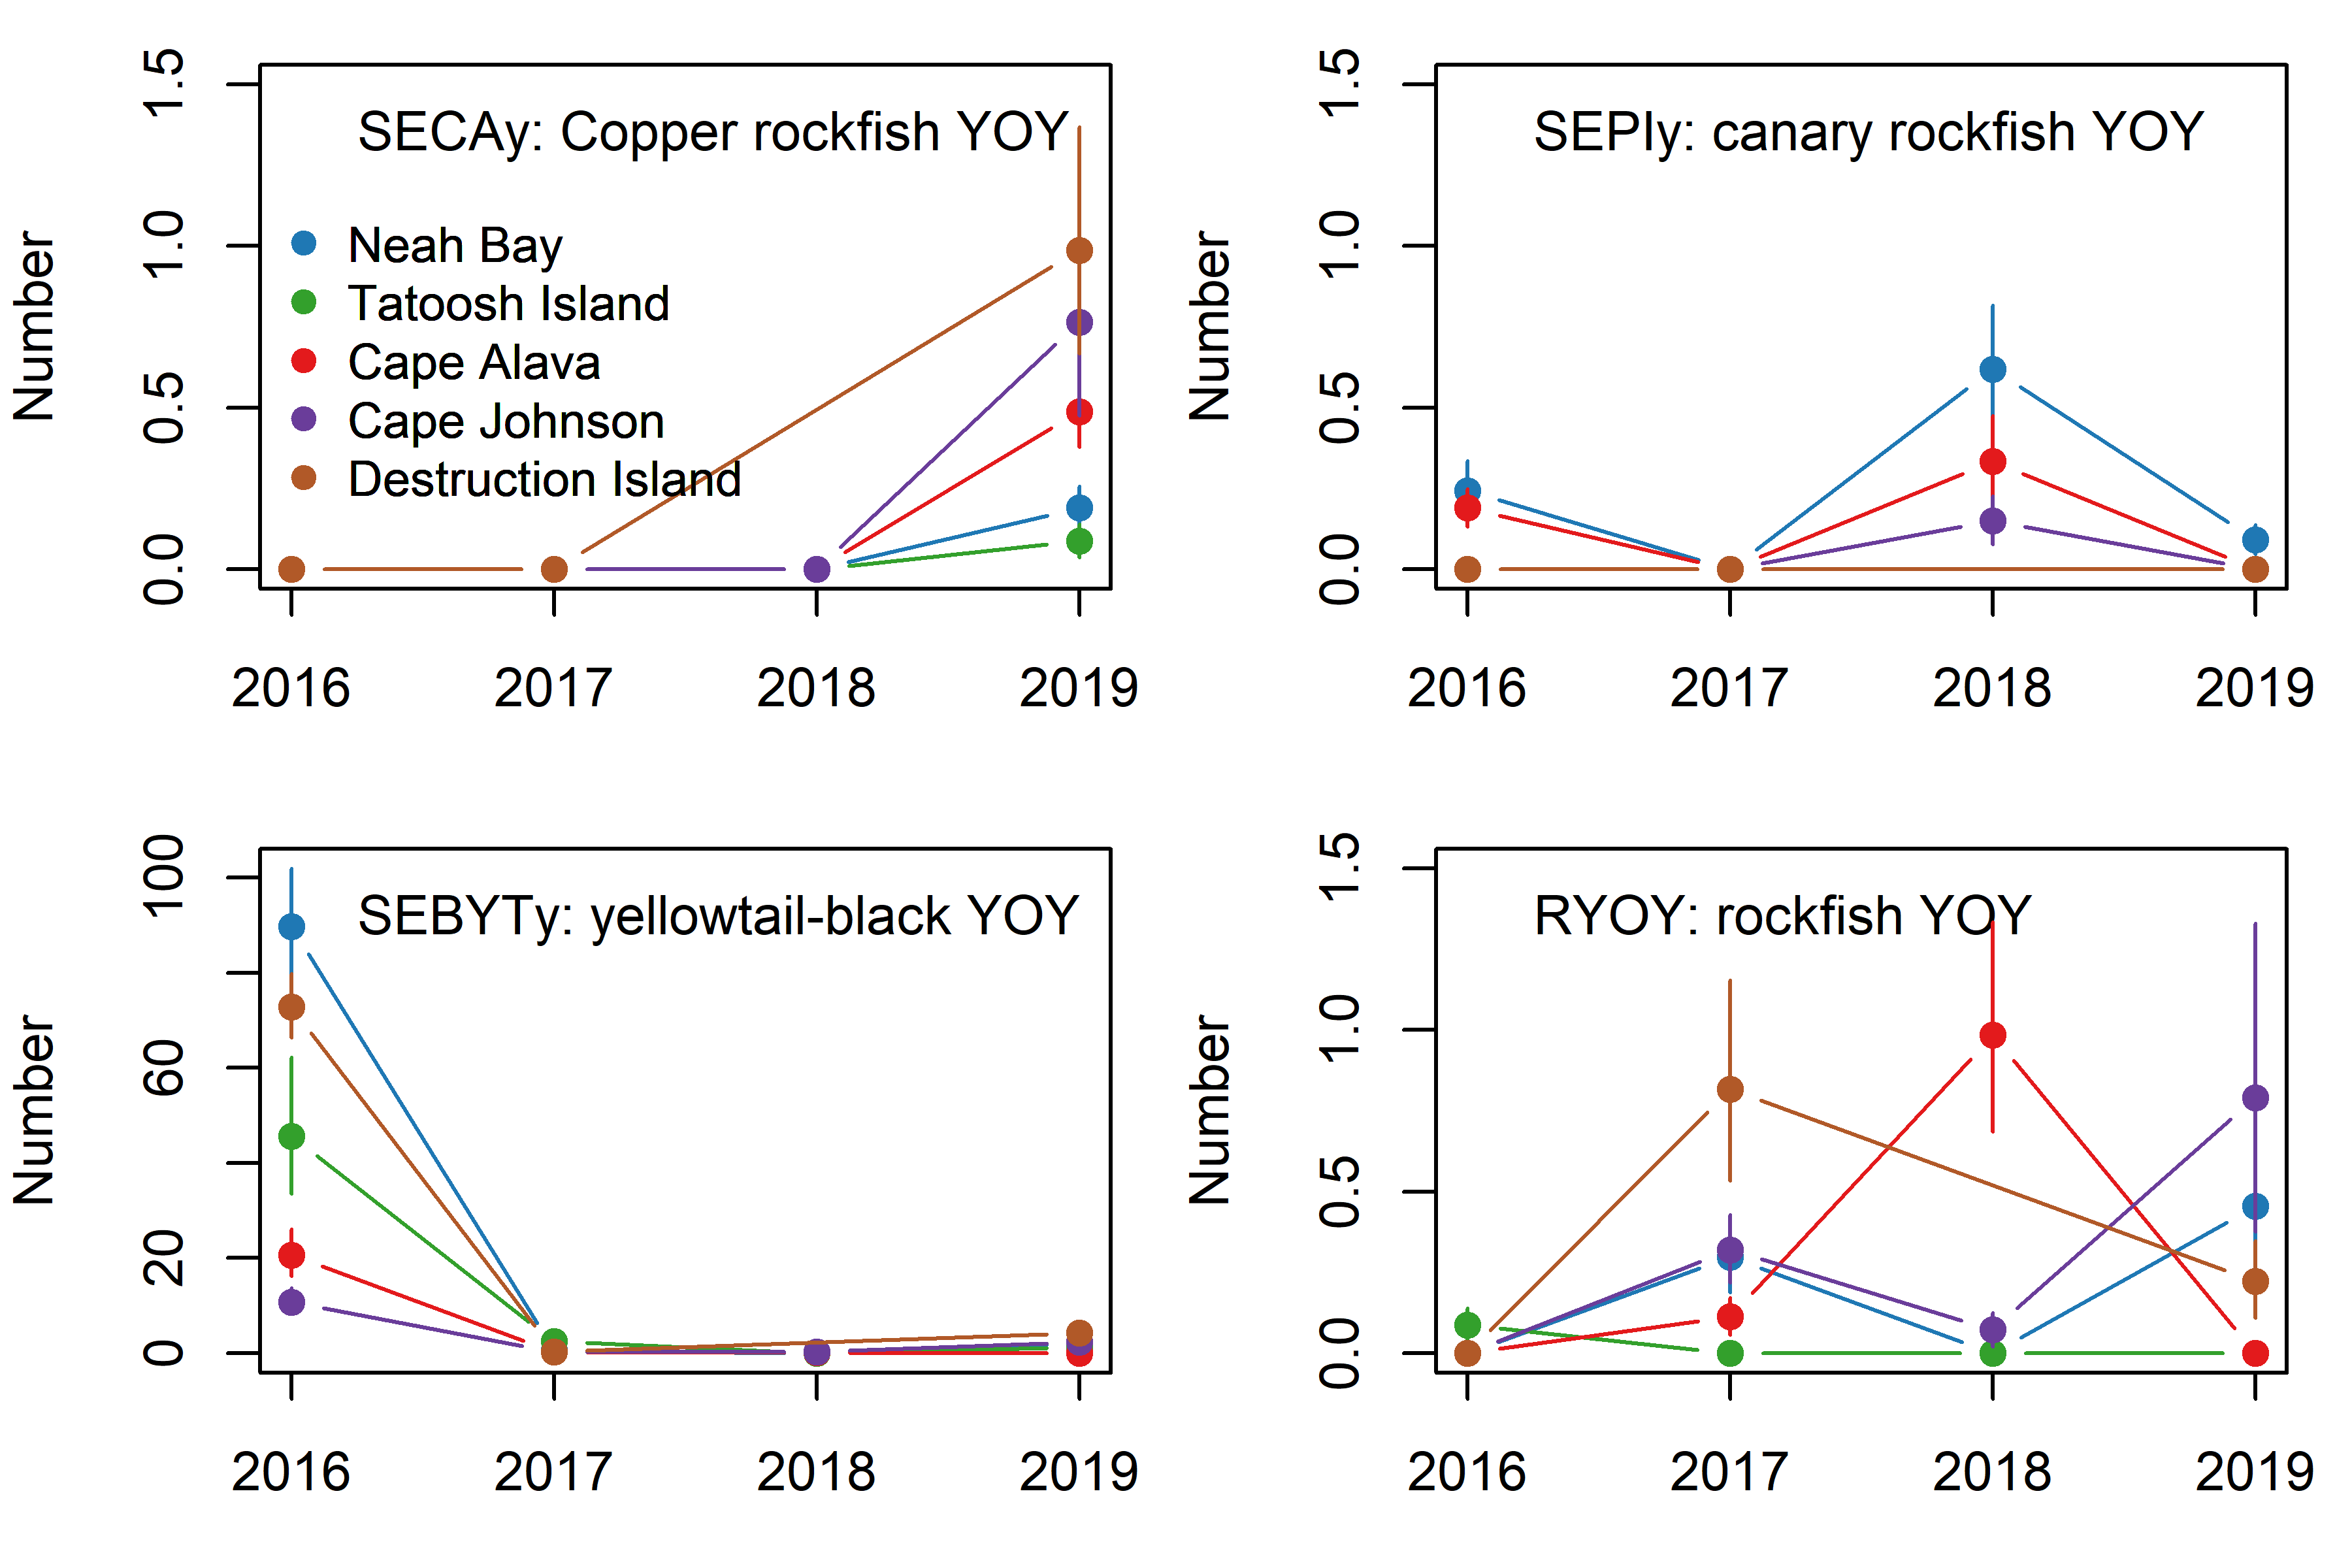 SECAy: Copper rockfish YOY
Number
1.5
1.0
0.5
0.0
Neah Bay
Tatoosh Island
Cape Alava
Cape Johnson
Destruction Island
2016 2017 2018 2019
SEPIy: canary rockfish YOY
Number
1.5
1.0
0.5
0.0
2016 2017 2018 2019
SEBYTy: yellowtail-black YOY
Number
100
60
20
0
2016 2017 2018 2019
RYOY: rockfish YOY
Number
1.5
1.0
0.5
0.0
2016 2017 2018 2019